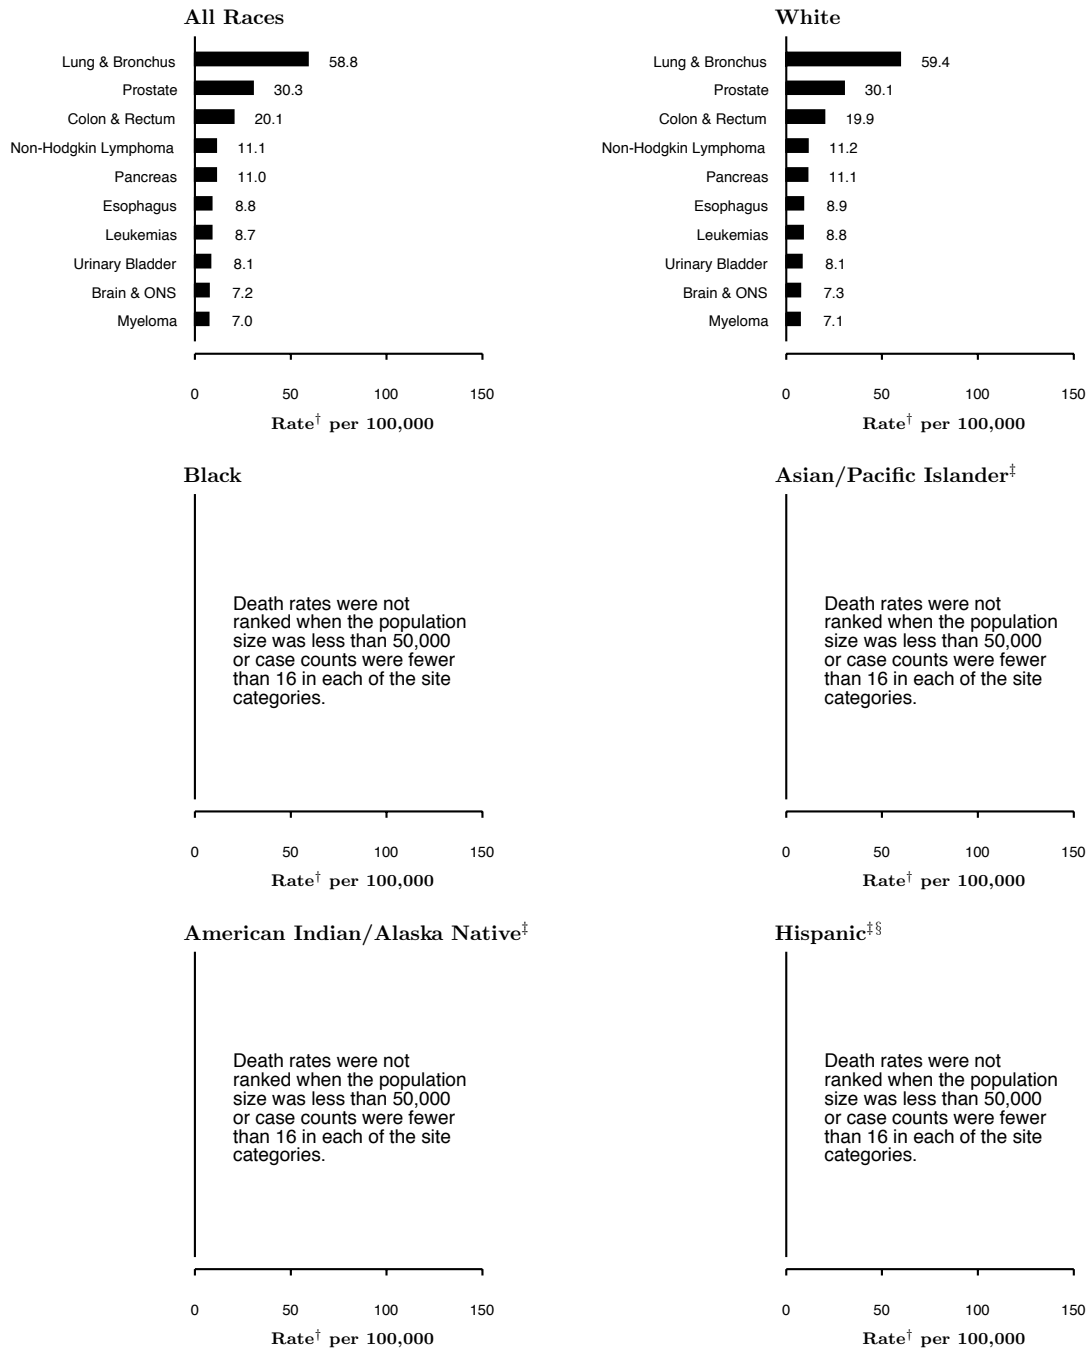 All Races
Lung & Bronchus 58.8
Prostate 30.3
Colon & Rectum 20.1
Non-Hodgkin Lymphoma 11.1
Pancreas 11.0
Esophagus 8.8
Leukemias 8.7
Urinary Bladder 8.1
Brain & ONS 7.2
Myeloma 7.0
0 50 100 150
Rate† per 100,000
White
Lung & Bronchus 59.4
Prostate 30.1
Colon & Rectum 19.9
Non-Hodgkin Lymphoma 11.2
Pancreas 11.1
Esophagus 8.9
Leukemias 8.8
Urinary Bladder 8.1
Brain & ONS 7.3
Myeloma 7.1
0 50 100 150
Rate† per 100,000
Black
Death rates were not
ranked when the population
size was less than 50,000
or case counts were fewer
than 16 in each of the site
categories.
0 50 100 150
Rate† per 100,000
Asian/Pacific Islander‡
Death rates were not
ranked when the population
size was less than 50,000
or case counts were fewer
than 16 in each of the site
categories.
0 50 100 150
Rate† per 100,000
American Indian/Alaska Native‡
Death rates were not
ranked when the population
size was less than 50,000
or case counts were fewer
than 16 in each of the site
categories.
0 50 100 150
Rate† per 100,000
Hispanic‡§
Death rates were not
ranked when the population
size was less than 50,000
or case counts were fewer
than 16 in each of the site
categories.
0 50 100 150
Rate† per 100,000